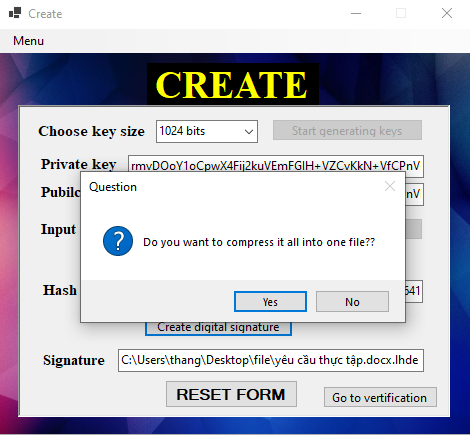 Create
Menu
CREATE
Choose key size 1024 bits Start generating keys
Private key rmvDOoY1oCpwX4Fij2kuVEmFGlH+VZCvKkN+VfCPnV
Pubilc nV
Question
Input
Do you want to compress it all into one file??
Hash 641
Yes No
Create digital signature
Signature C:\Users\thang\Desktop\file\yêu cầu thực tập.docx.lhde
RESET FORM Go to vertification